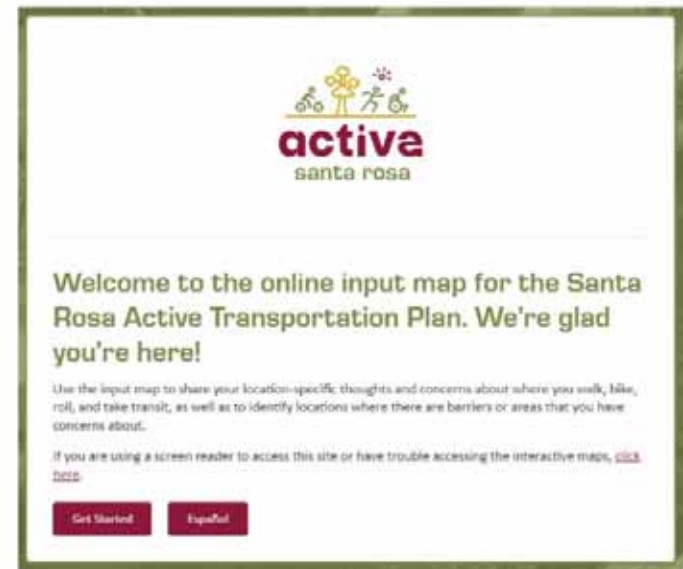 activa
santa rosa
Welcome to the online input map for the Santa
Rosa Active Transportation Plan. We're glad
you're here!
Use the input map to share your location-specific thoughts and concerns about where you walk, bike,
roll, and take transit, as well as to identify locations where there are barriers or areas that you have
concerns about.
If you are using a screen reader to access this site or have trouble accessing the interactive maps, click
here.
Get Started
Español